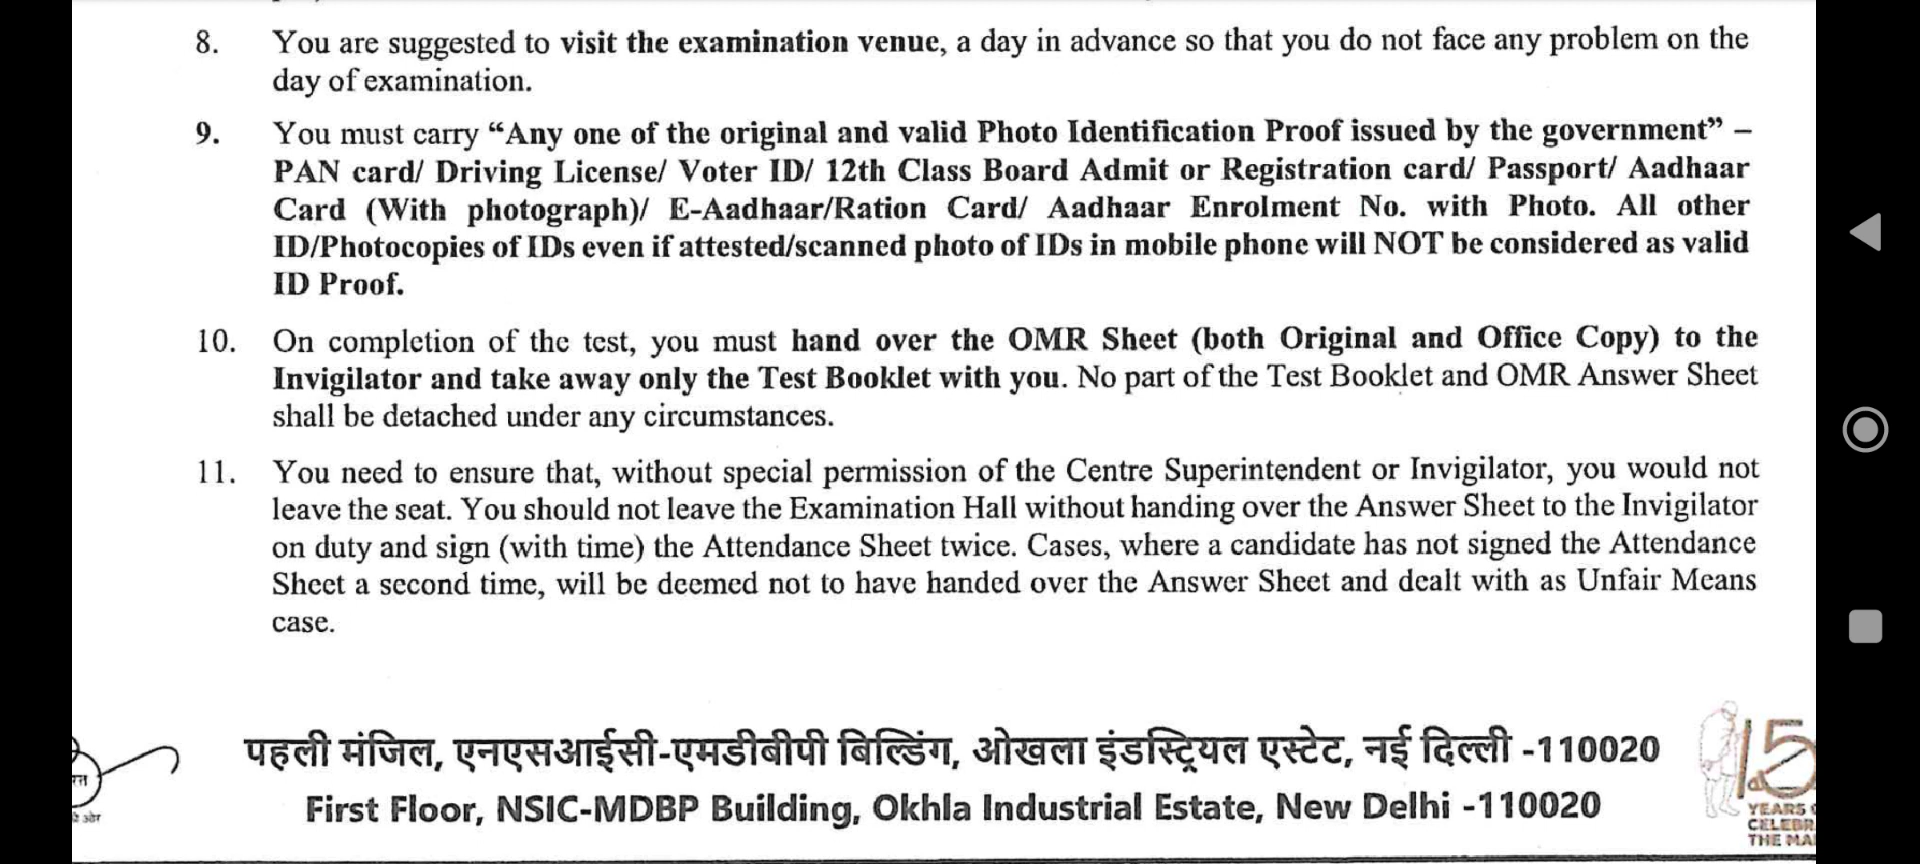 8. You are suggested to visit the examination venue, a day in advance so that you do not face any problem on the
day of examination.
9. You must carry “Any one of the original and valid Photo Identification Proof issued by the government” –
PAN card/ Driving License/ Voter ID/ 12th Class Board Admit or Registration card/ Passport/ Aadhaar
Card (With photograph)/ E-Aadhaar/Ration Card/ Aadhaar Enrolment No. with Photo. All other
ID/Photocopies of IDs even if attested/scanned photo of IDs in mobile phone will NOT be considered as valid
ID Proof.
10. On completion of the test, you must hand over the OMR Sheet (both Original and Office Copy) to the
Invigilator and take away only the Test Booklet with you. No part of the Test Booklet and OMR Answer Sheet
shall be detached under any circumstances.
11. You need to ensure that, without special permission of the Centre Superintendent or Invigilator, you would not
leave the seat. You should not leave the Examination Hall without handing over the Answer Sheet to the Invigilator
on duty and sign (with time) the Attendance Sheet twice. Cases, where a candidate has not signed the Attendance
Sheet a second time, will be deemed not to have handed over the Answer Sheet and dealt with as Unfair Means
case.
पहली मंजिल, एनएसआईसी-एमडीबीपी बिल्डिंग, ओखला इंडस्ट्रियल एस्टेट, नई दिल्ली -110020
First Floor, NSIC-MDBP Building, Okhla Industrial Estate, New Delhi -110020
15
YEARS
CELEBR
THE MA